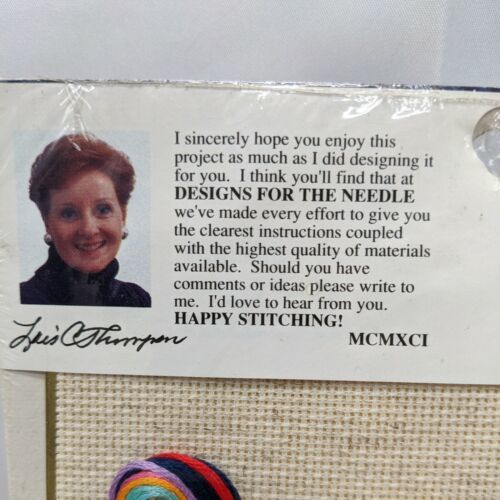 I sincerely hope you enjoy this
project as much as I did designing it
for you. I think you'll find that at
DESIGNS FOR THE NEEDLE
we've made every effort to give you
the clearest instructions coupled
with the highest quality of materials
available. Should you have
comments or ideas please write to
me. I'd love to hear from you.
HAPPY STITCHING!
MCMXCI
Lois C Thompson